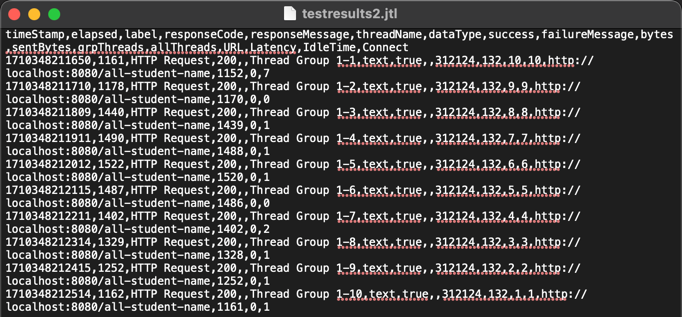 testresults2.jtl
timeStamp,elapsed,label,responseCode,responseMessage,threadName,dataType,success,failureMessage,bytes
,sentBytes,grpThreads,allThreads,URL,Latency,IdleTime,Connect
1710348211650,1161,HTTP Request,200,,Thread Group 1-1,text,true,,312124,132,10,10,http://
localhost:8080/all-student-name,1152,0,7
1710348211710,1178,HTTP Request,200,,Thread Group 1-2,text,true,,312124,132,9,9,http://
localhost:8080/all-student-name,1170,0,0
1710348211809,1440,HTTP Request,200,,Thread Group 1-3,text,true,,312124,132,8,8,http://
localhost:8080/all-student-name,1439,0,1
1710348211911,1490,HTTP Request,200,,Thread Group 1-4,text,true,,312124,132,7,7,http://
localhost:8080/all-student-name,1488,0,1
1710348212012,1522,HTTP Request,200,,Thread Group 1-5,text,true,,312124,132,6,6,http://
localhost:8080/all-student-name,1520,0,1
1710348212115,1487,HTTP Request,200,,Thread Group 1-6,text,true,,312124,132,5,5,http://
localhost:8080/all-student-name,1486,0,0
1710348212211,1402,HTTP Request,200,,Thread Group 1-7,text,true,,312124,132,4,4,http://
localhost:8080/all-student-name,1402,0,2
1710348212314,1329,HTTP Request,200,,Thread Group 1-8,text,true,,312124,132,3,3,http://
localhost:8080/all-student-name,1328,0,1
1710348212415,1252,HTTP Request,200,,Thread Group 1-9,text,true,,312124,132,2,2,http://
localhost:8080/all-student-name,1252,0,1
1710348212514,1162,HTTP Request,200,,Thread Group 1-10,text,true,,312124,132,1,1,http://
localhost:8080/all-student-name,1161,0,1